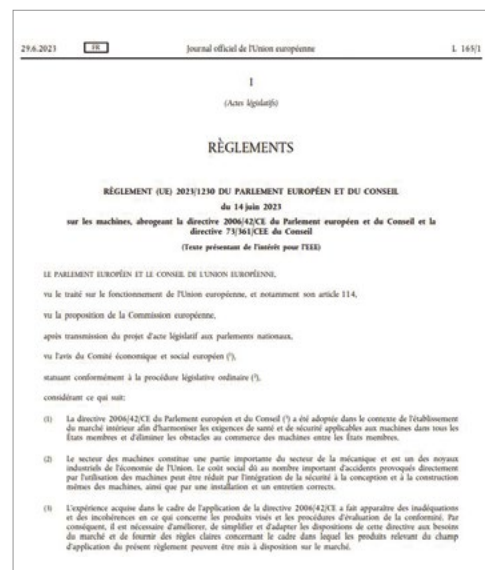 29.6.2023 FR Journal officiel de l'Union européenne L 165/1
I
(Actes législatifs)
RÈGLEMENTS
RÈGLEMENT (UE) 2023/1230 DU PARLEMENT EUROPÉEN ET DU CONSEIL
du 14 juin 2023
sur les machines, abrogeant la directive 2006/42/CE du Parlement européen et du Conseil et la
directive 73/361/CEE du Conseil
(Texte présentant de l'intérêt pour l'EEE)
LE PARLEMENT EUROPÉEN ET LE CONSEIL DE L'UNION EUROPÉENNE,
vu le traité sur le fonctionnement de l'Union européenne, et notamment son article 114,
vu la proposition de la Commission européenne,
après transmission du projet d'acte législatif aux parlements nationaux,
vu l'avis du Comité économique et social européen (¹),
statuant conformément à la procédure législative ordinaire (²),
considérant ce qui suit:
(1) La directive 2006/42/CE du Parlement européen et du Conseil (³) a été adoptée dans le contexte de l'établissement
du marché intérieur afin d'harmoniser les exigences de santé et de sécurité applicables aux machines dans tous les
États membres et d'éliminer les obstacles au commerce des machines entre les États membres.
(2) Le secteur des machines constitue une partie importante du secteur de la mécanique et est un des noyaux
industriels de l'économie de l'Union. Le coût social dû au nombre important d'accidents provoqués directement
par l'utilisation des machines peut être réduit par l'intégration de la sécurité à la conception et à la construction
mêmes des machines, ainsi que par une installation et un entretien corrects.
(3) L'expérience acquise dans le cadre de l'application de la directive 2006/42/CE a fait apparaître des inadéquations
et des incohérences en ce qui concerne les produits visés et les procédures d'évaluation de la conformité. Par
conséquent, il est nécessaire d'améliorer, de simplifier et d'adapter les dispositions de cette directive aux besoins
du marché et de fournir des règles claires concernant le cadre dans lequel les produits relevant du champ
d'application du présent règlement peuvent être mis à disposition sur le marché.